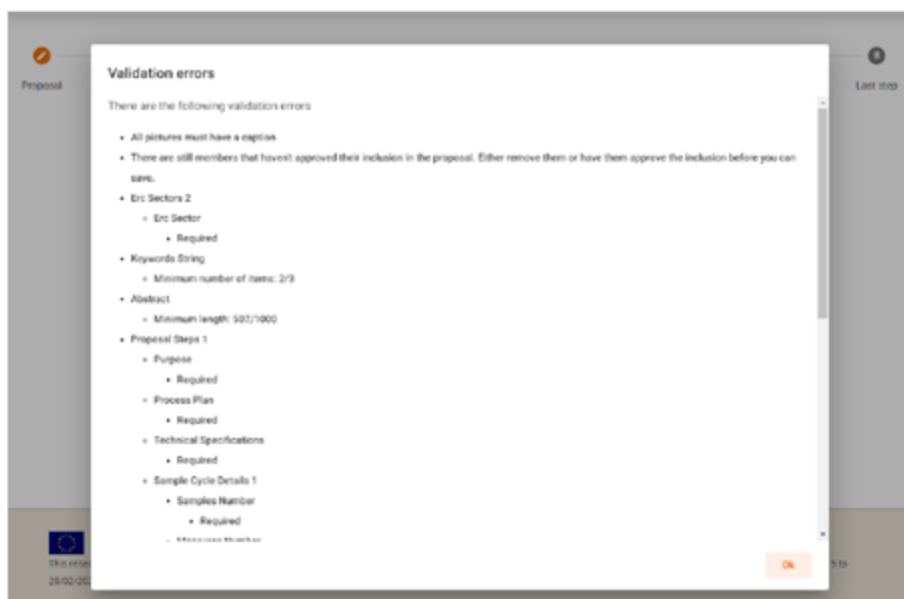 Proposal
Last step
Validation errors
There are the following validation errors
All pictures must have a caption
There are still members that haven't approved their inclusion in the proposal. Either remove them or have them approve the inclusion before you can
save.
Erc Sectors 2
Erc Sector
Required
Keywords String
Minimum number of items: 2/3
Abstract
Minimum length: 507/1000
Proposal Steps 1
Purpose
Required
Process Plan
Required
Technical Specifications
Required
Sample Cycle Details 1
Samples Number
Required
Number
Ok
This
to